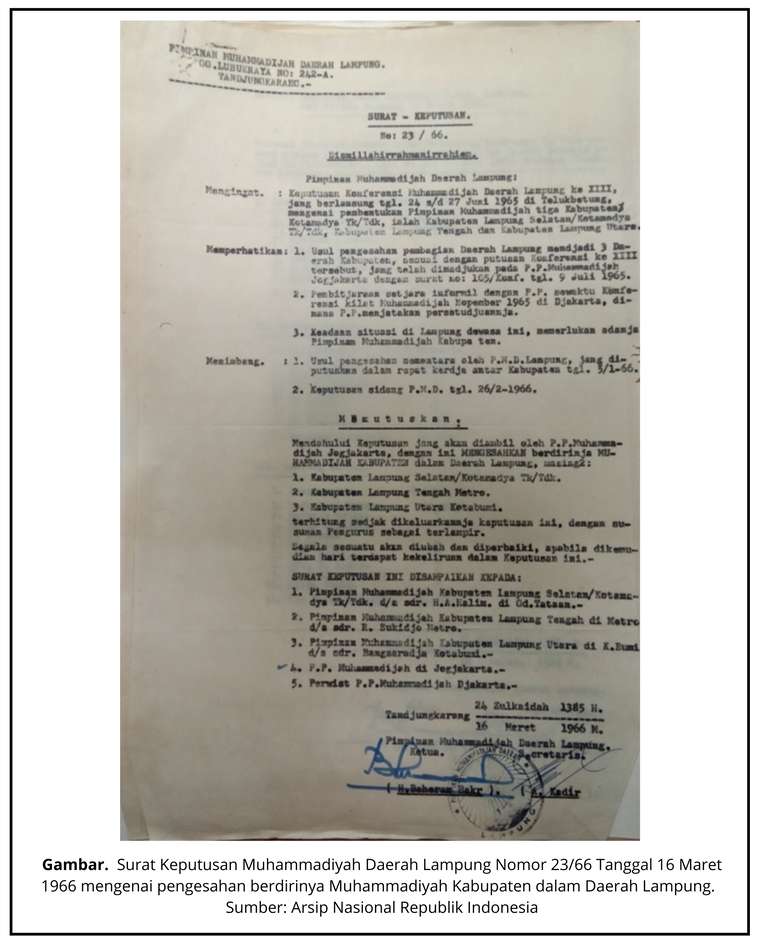 PIMPINAN MUHAMMADIJAH DAERAH LAMPUNG.
GG. LUBUKRAYA NO: 242-A.
TANDJUNGKARANG.-
SURAT - KEPUTUSAN.
No: 23 / 66.
Bismillahirrahmanirrahiem.
Pimpinan Muhammadijah Daerah Lampung:
Mengingat. : Keputusan Konferensi Muhammadijah Daerah Lampung ke XIII,
jang berlansung tgl. 24 s/d 27 Juni 1965 di Telukbetung,
mengenai pembentukan Pimpinan Muhammadijah tiga Kabupaten/
Kotamadya Tk/Tdk, ialah Kabupaten Lampung Selatan/Kotamadya
Tk/Tdk, Kabupaten Lampung Tengah dan Kabupaten Lampung Utara.
Memperhatikan: 1. Usul pengesahan pembagian Daerah Lampung mendjadi 3 Da-
erah Kabupaten, sesuai dengan putusan Konferensi ke XIII
tersebut, jang telah dimadjukan pada P.P.Muhammadijah
Jogjakarta dengan surat no: 105/Konf. tgl. 9 Juli 1965.
2. Pembitjaraan setjara informil dengan P.P. sewaktu Konfe-
rensi kilat Muhammadijah Nopember 1965 di Djakarta, di-
mana P.P.menjatakan persetudjuannja.
3. Keadaan situasi di Lampung dewasa ini, memerlukan adanja
Pimpinan Muhammadijah Kabupa ten.
Menimbang. : 1. Usul pengesahan sementara oleh P.M.D.Lampung, jang di-
putuskan dalam rapat kerdja antar Kabupaten tgl. 5/1-66.
2. Keputusan sidang P.M.D. tgl. 26/2-1966.
M e m u t u s k a n .
Mendahului Keputusan jang akan diambil oleh P.P.Muhamma-
dijah Jogjakarta, dengan ini MENGESAHKAN berdirinja MU-
HAMMADIJAH KABUPATEN dalam Daerah Lampung, masing2:
1. Kabupaten Lampung Selatan/Kotamadya Tk/Tdk.
2. Kabupaten Lampung Tengah Metro.
3. Kabupaten Lampung Utara Kotabumi.
terhitung sedjak dikeluarkannja keputusan ini, dengan su-
sunan Pengurus sebagai terlampir.
Segala sesuatu akan diubah dan diperbaiki, apabila dikemu-
dian hari terdapat kekeliruan dalam Keputusan ini.-
SURAT KEPUTUSAN INI DISAMPAIKAN KEPADA:
1. Pimpinan Muhammadijah Kabupaten Lampung Selatan/Kotama-
dya Tk/Tdk. d/a sdr. H.A.Halim. di Gd.Tataan.-
2. Pimpinan Muhammadijah Kabupaten Lampung Tengah di Metro
d/a sdr. R. Sukidjo Metro.
3. Pimpinan Muhammadijah Kabupaten Lampung Utara di K.Bumi
d/a sdr. Bangsaradja Kotabumi.-
4. P.P. Muhammadijah di Jogjakarta.-
5. Perwist P.P.Muhammadijah Djakarta.-
24 Zulkaidah 1385 H.
Tandjungkarang
16 Maret 1966 M.
Pimpinan Muhammadijah Daerah Lampung.
Ketua. Secretaris.
( H.Baheram Bakr ). ( A. Kadir
Gambar. Surat Keputusan Muhammadiyah Daerah Lampung Nomor 23/66 Tanggal 16 Maret
1966 mengenai pengesahan berdirinya Muhammadiyah Kabupaten dalam Daerah Lampung.
Sumber: Arsip Nasional Republik Indonesia